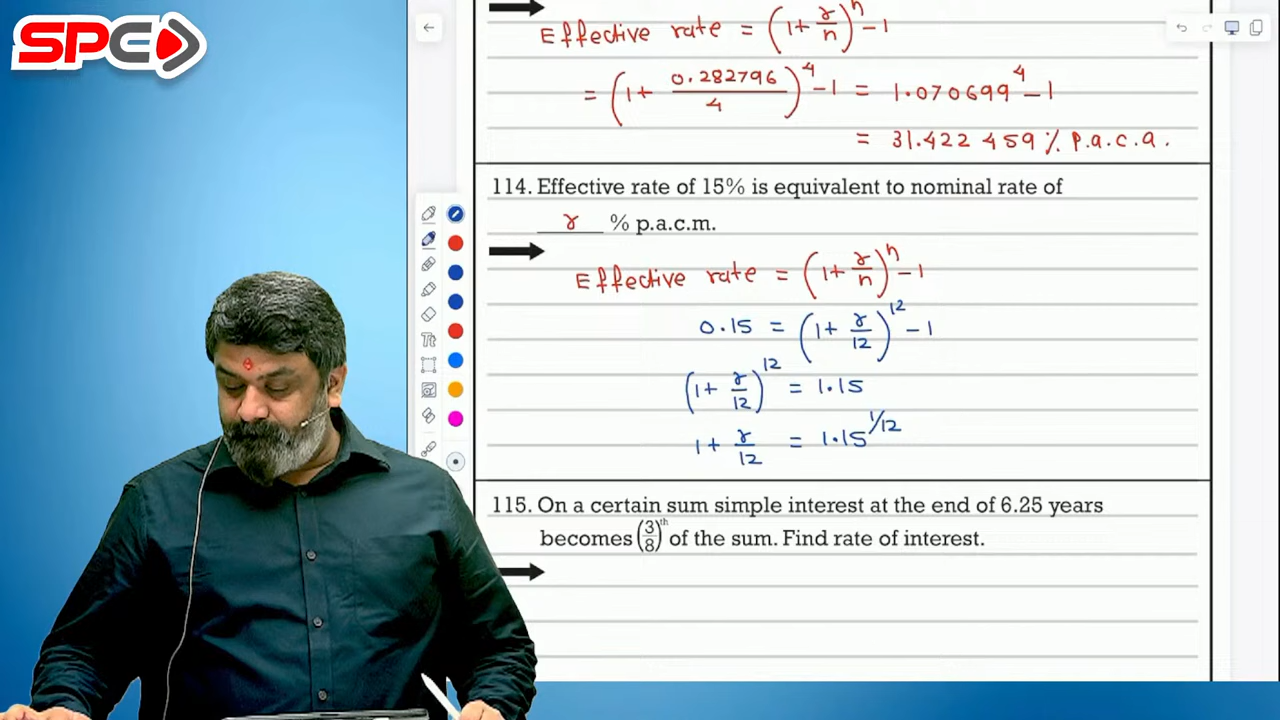 SPC
Effective rate = (1 + r/n)^n - 1
= (1 + 0.282796/4)^4 - 1 = 1.070699^4 - 1
= 31.422459% p.a.c.a.
114. Effective rate of 15% is equivalent to nominal rate of
r % p.a.c.m.
Effective rate = (1 + r/n)^n - 1
0.15 = (1 + r/12)^12 - 1
(1 + r/12)^12 = 1.15
1 + r/12 = 1.15^1/12
Tt
115. On a certain sum simple interest at the end of 6.25 years
becomes (3/8)^th of the sum. Find rate of interest.